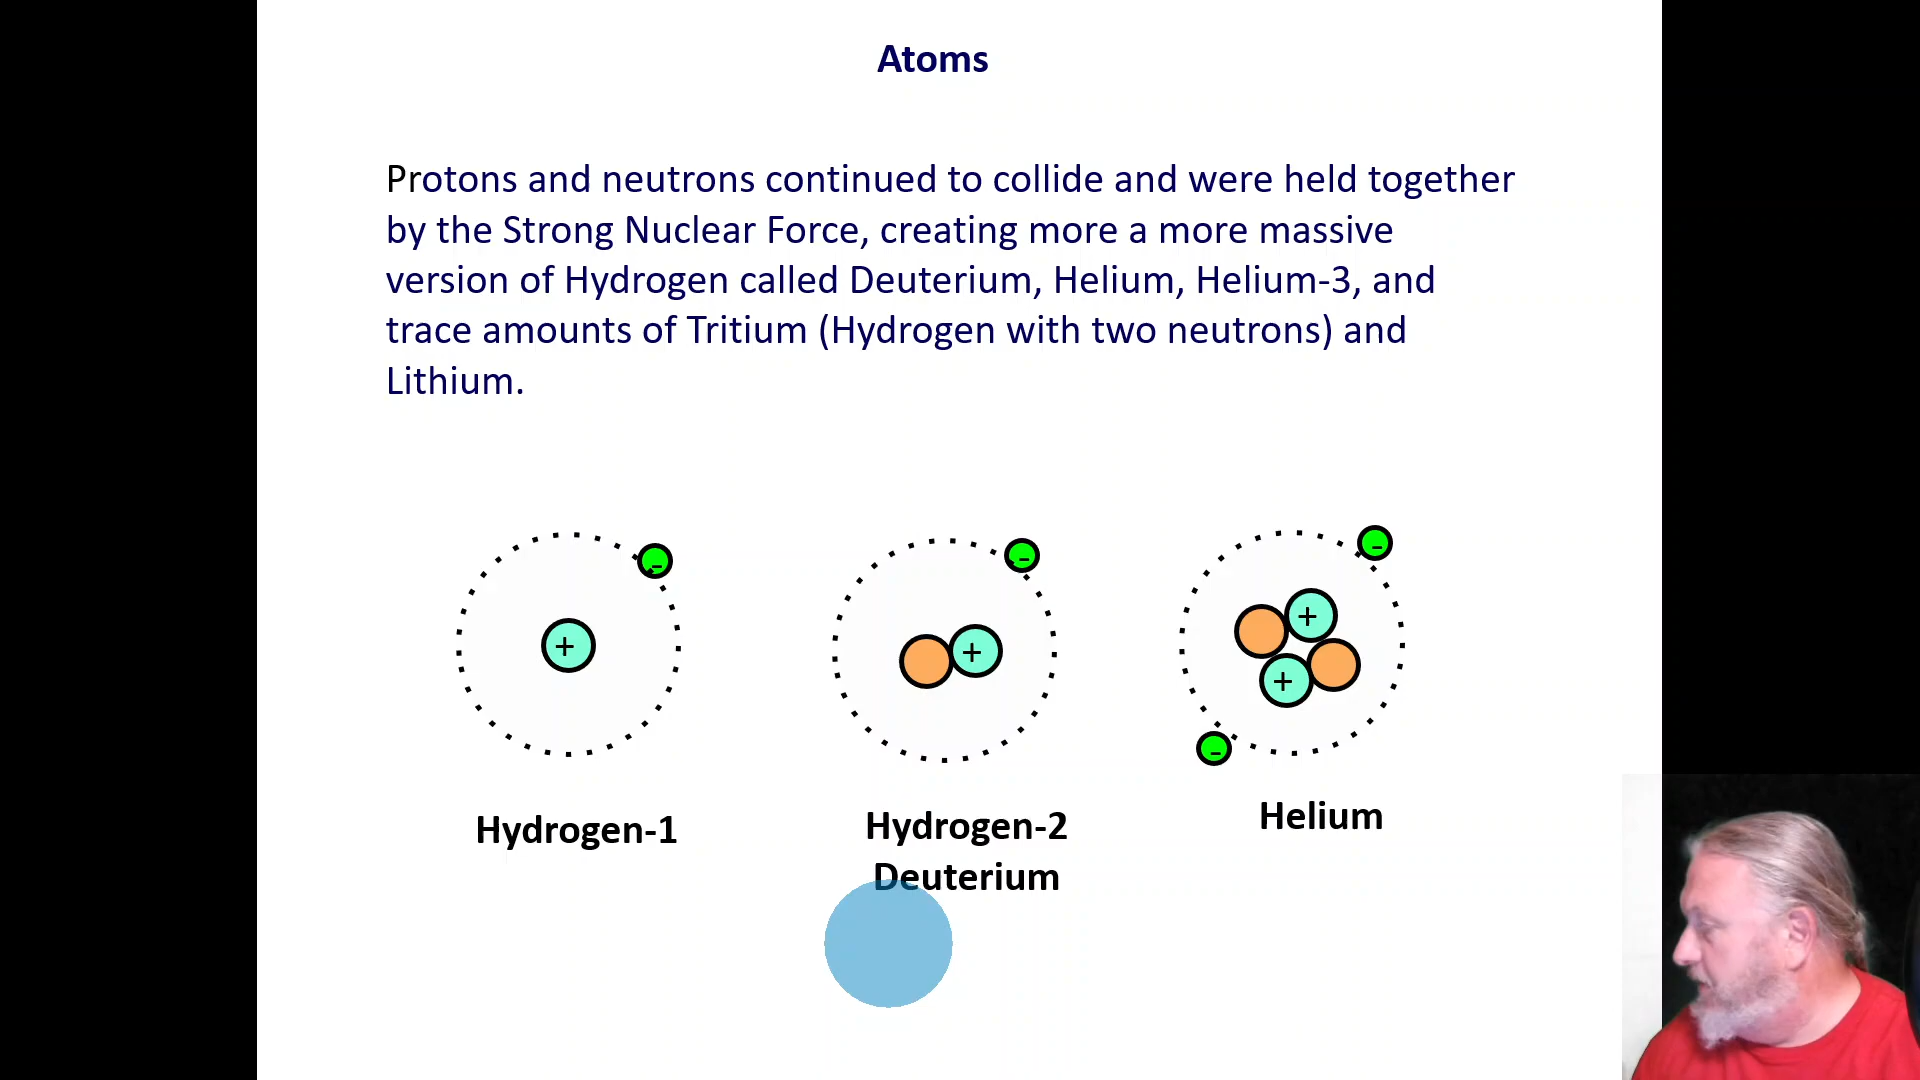 Atoms
Protons and neutrons continued to collide and were held together
by the Strong Nuclear Force, creating more a more massive
version of Hydrogen called Deuterium, Helium, Helium-3, and
trace amounts of Tritium (Hydrogen with two neutrons) and
Lithium.
-
+
-
+
-
+
+
-
Hydrogen-1
Hydrogen-2
Deuterium
Helium